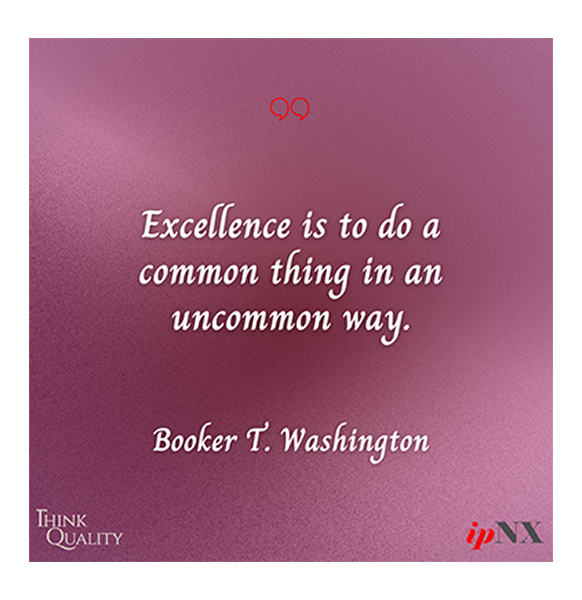 Excellence is to do a
common thing in an
uncommon way.
Booker T. Washington
THINK
QUALITY
ipNX